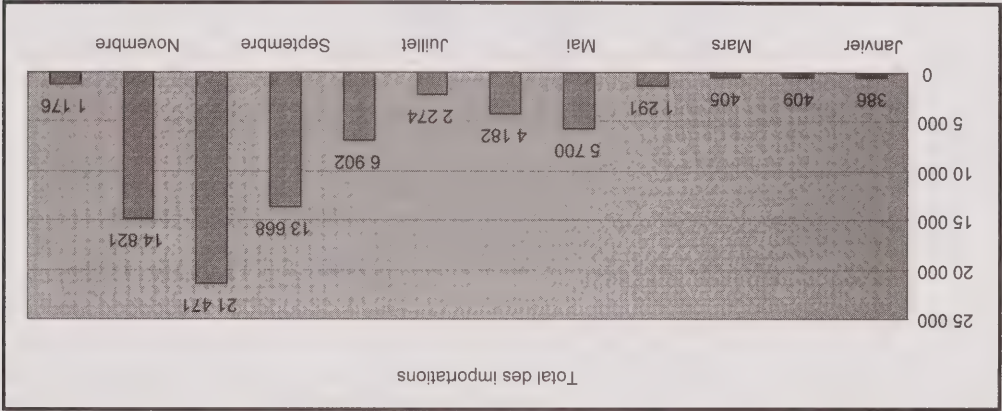 Total des importations
25 000
20 000
15 000
10 000
5 000
0
386
409
405
1 291
5 700
4 182
2 274
6 902
13 668
21 471
14 821
1 176
Janvier
Mars
Mai
Juillet
Septembre
Novembre